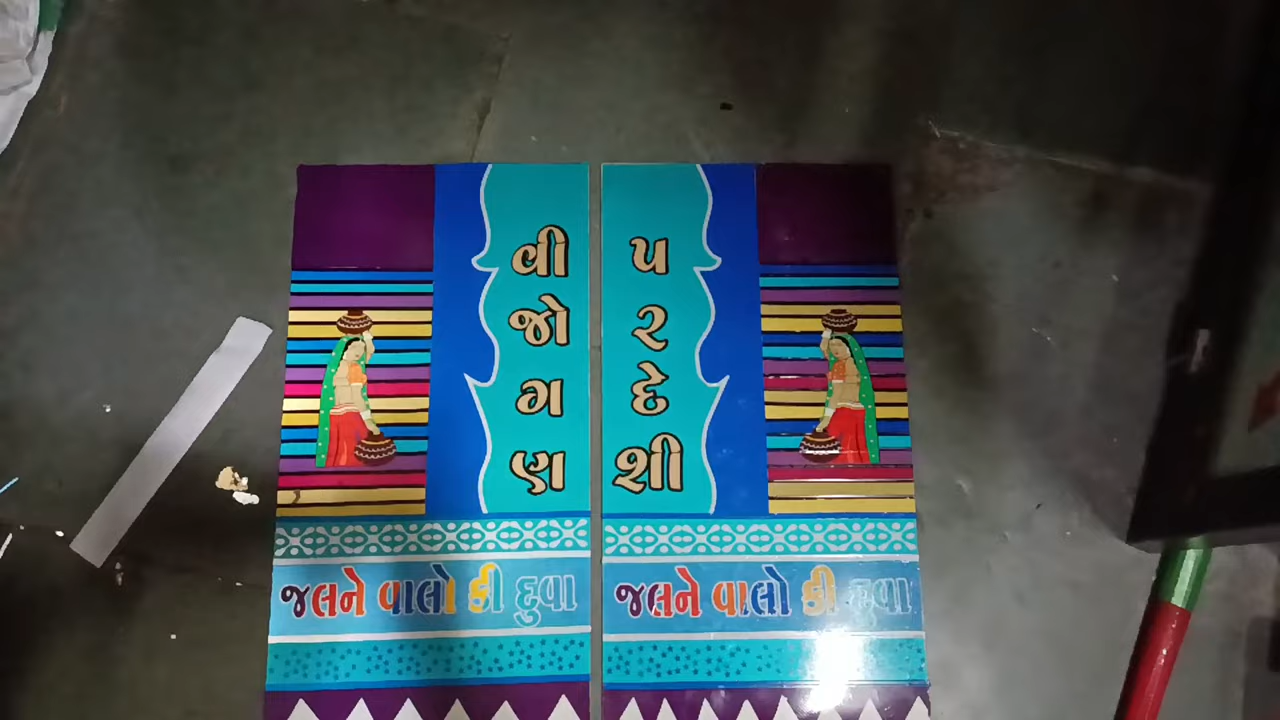 વી
જો
ગ
ણ
પ
ર
દે
શી
જલને વાલો કી દુવા
જલને વાલો કી દુવા